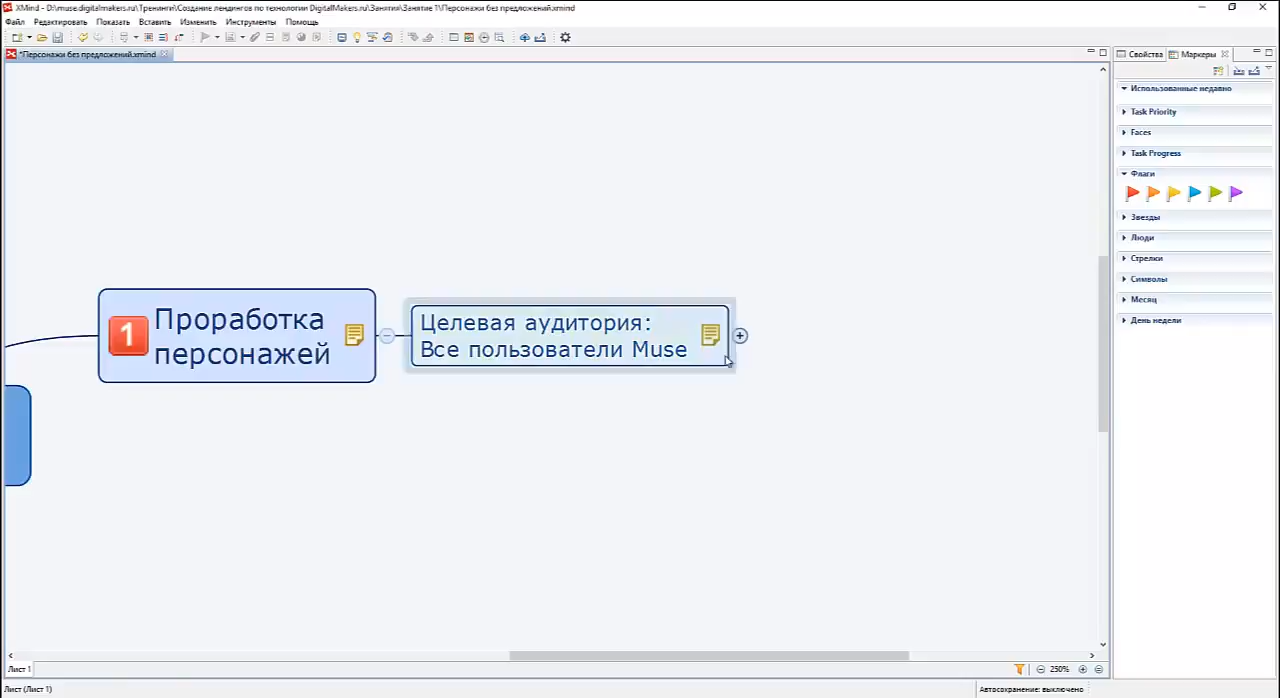 XMind - D:\muse.digitalmakers.ru\Тренинги\Создание лендингов по технологии DigitalMakers.ru\Занятия\Занятие 1\Персонажи без предложений.xmind
Файл Редактировать Показать Вставить Изменить Инструменты Помощь
*Персонажи без предложений.xmind
Свойства Маркеры
Использованные недавно
Task Priority
Faces
Task Progress
Флаги
Звезды
Люди
Стрелки
Символы
Месяц
День недели
1 Проработка
персонажей
Целевая аудитория:
Все пользователи Muse
Лист 1
250%
Лист (Лист 1)
Автосохранение: выключено